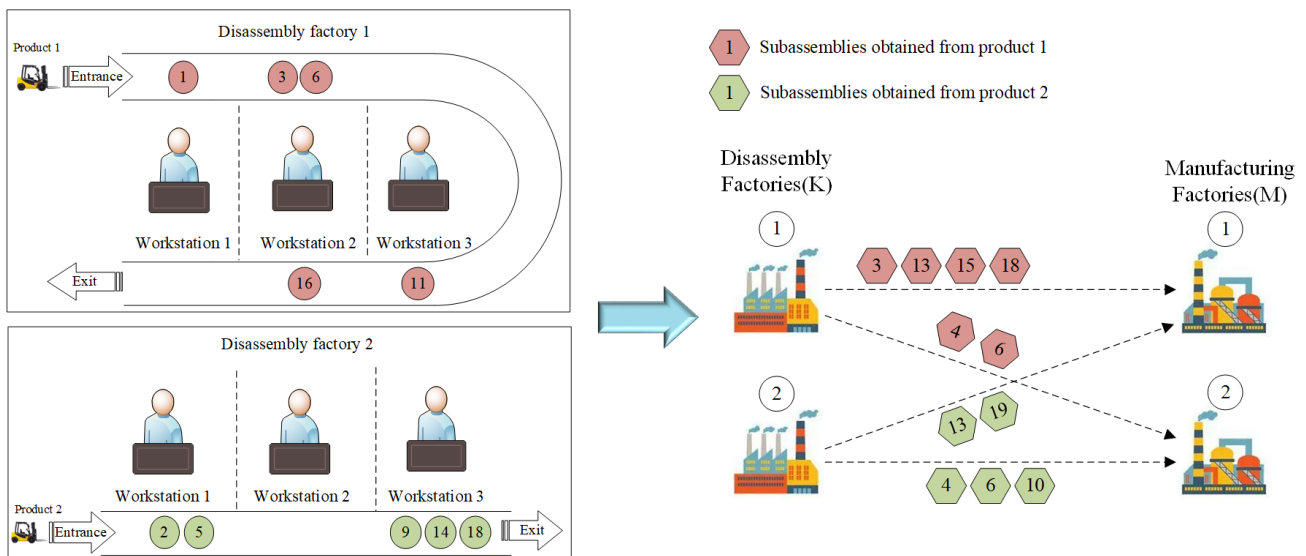 Disassembly factory 1
Product 1
Entrance
1
3
6
Workstation 1
Workstation 2
Workstation 3
Exit
16
11
Disassembly factory 2
Workstation 1
Workstation 2
Workstation 3
Product 2
Entrance
2
5
9
14
18
Exit
1
Subassemblies obtained from product 1
1
Subassemblies obtained from product 2
Disassembly
Factories(K)
Manufacturing
Factories(M)
1
3
13
15
18
1
4
6
2
13
19
2
4
6
10